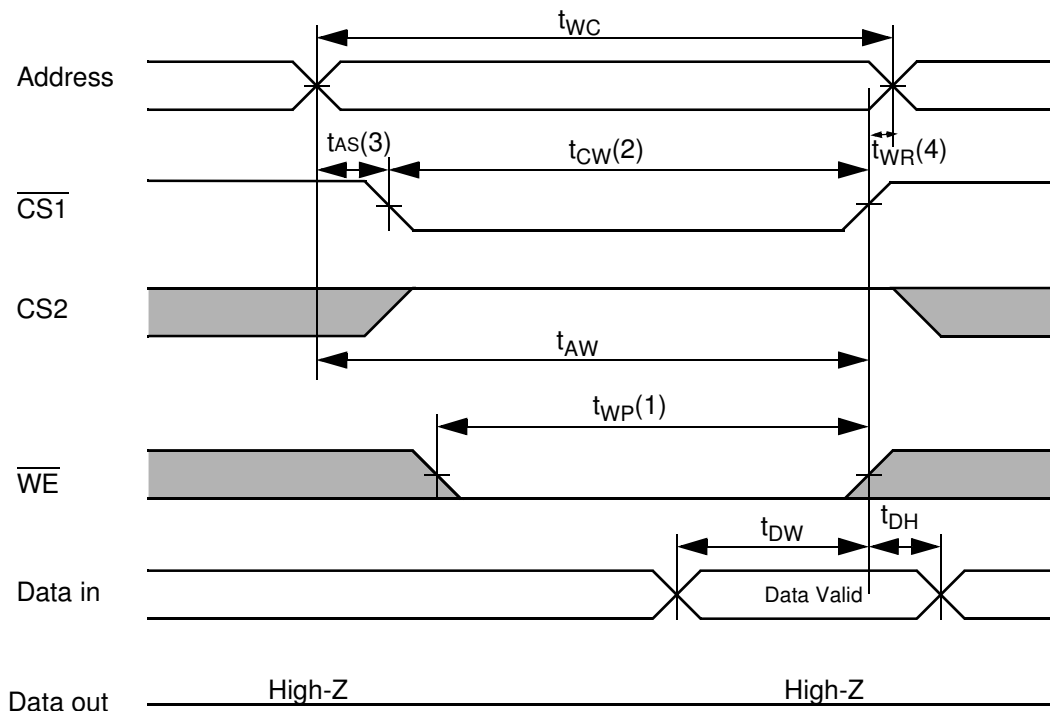 tWC
Address
tAS(3)
tCW(2)
tWR(4)
CS1
CS2
tAW
tWP(1)
WE
tDW
tDH
Data in
Data Valid
High-Z
High-Z
Data out